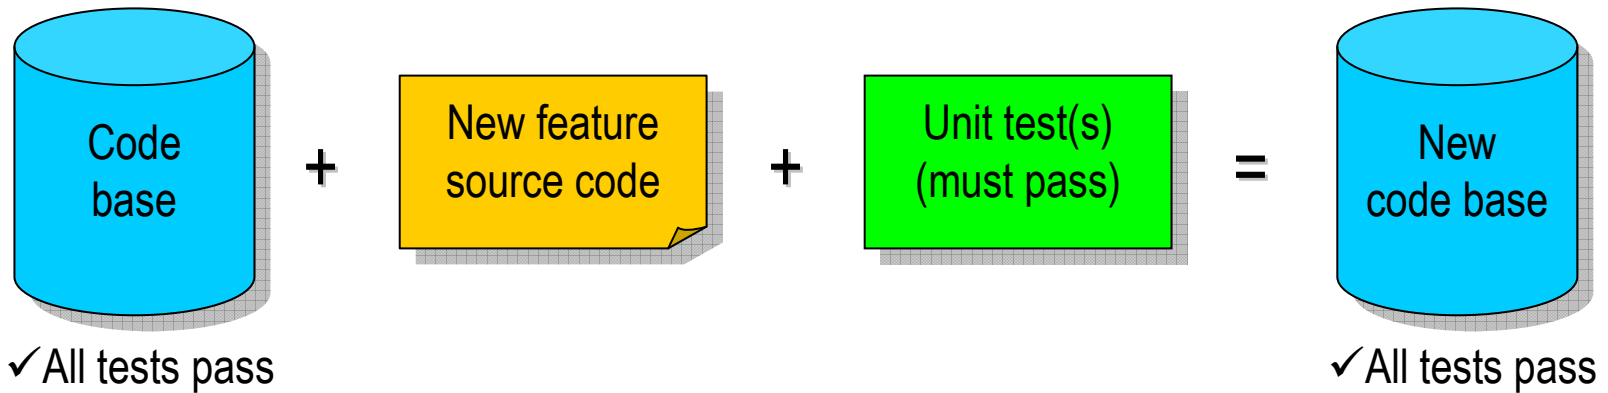 Code
base
+
New feature
source code
+
Unit test(s)
(must pass)
=
New
code base
✓All tests pass
✓All tests pass